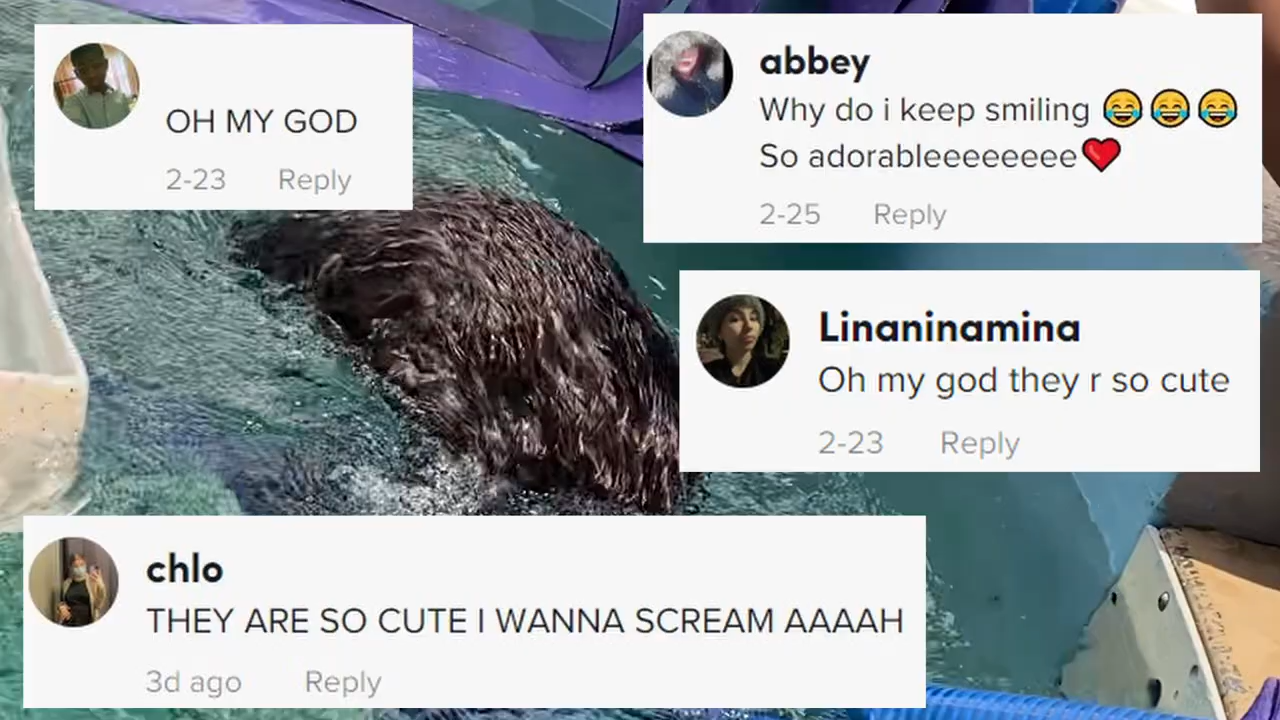 OH MY GOD
2-23 Reply
abbey
Why do i keep smiling 😂😂😂
So adorableeeeeeee❤️
2-25 Reply
Linaninamina
Oh my god they r so cute
2-23 Reply
chlo
THEY ARE SO CUTE I WANNA SCREAM AAAAH
3d ago Reply